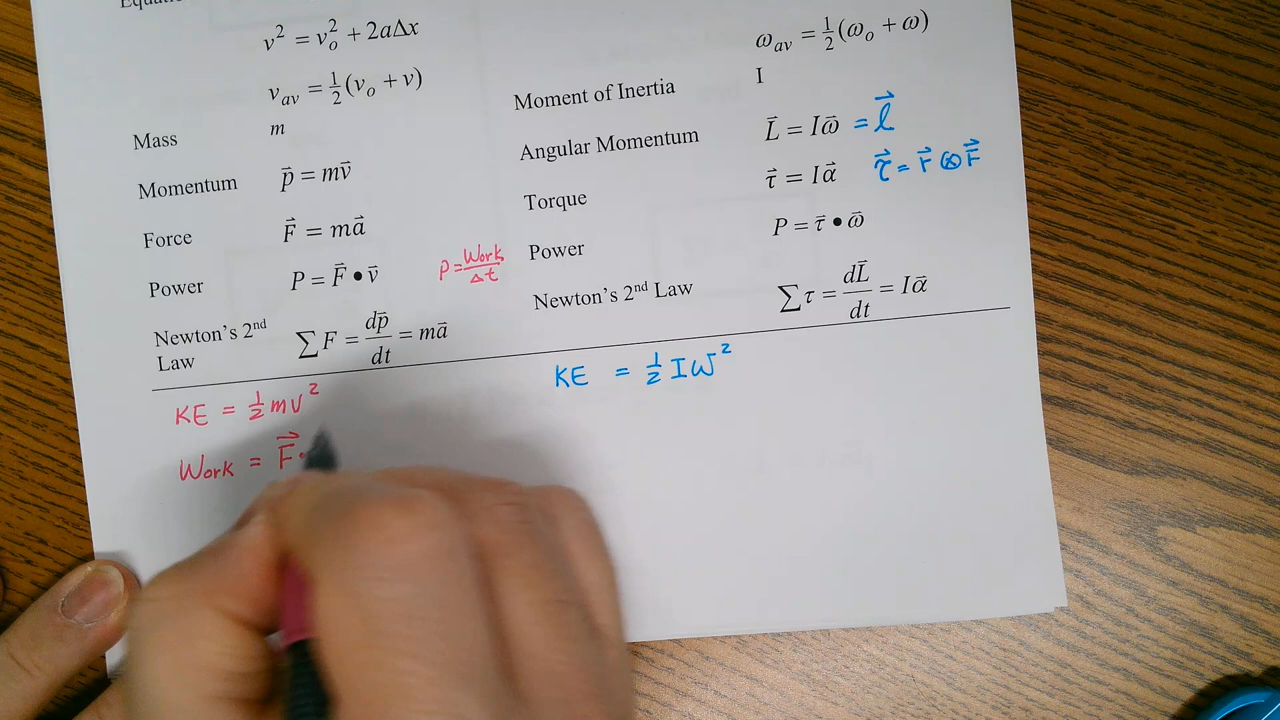 Equatio
v² = v₀² + 2aΔx
v_av = ½(v₀ + v)
Mass m
Momentum p⃗ = mv⃗
Force F⃗ = ma⃗
Power P = F⃗ • v⃗ P = Work/Δt
Newton's 2nd Law ∑F = dp⃗/dt = ma⃗
KE = ½mv²
Work = F⃗ ·
ω_av = ½(ω₀ + ω)
Moment of Inertia I
Angular Momentum L⃗ = Iω⃗ = l⃗
Torque τ⃗ = Iα⃗ τ⃗ = r⃗ ⊗ F⃗
Power P = τ⃗ • ω⃗
Newton's 2nd Law ∑τ = dL⃗/dt = Iα⃗
KE = ½Iω²